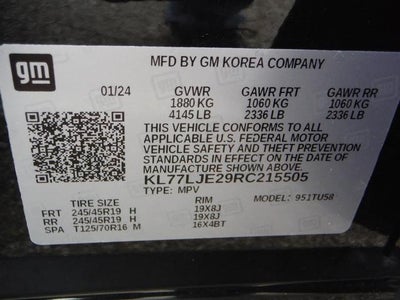 gm
MFD BY GM KOREA COMPANY
01/24 GVWR GAWR FRT GAWR RR
1880 KG 1060 KG 1060 KG
4145 LB 2336 LB 2336 LB
THIS VEHICLE CONFORMS TO ALL
APPLICABLE U.S. FEDERAL MOTOR
VEHICLE SAFETY AND THEFT PREVENTION
STANDARDS IN EFFECT ON THE DATE OF
MANUFACTURE SHOWN ABOVE.
KL77LJE29RC215505
TYPE: MPV MODEL: 951TU58
TIRE SIZE RIM
FRT 245/45R19 H 19X8J
RR 245/45R19 H 19X8J
SPA T125/70R16 M 16X4BT